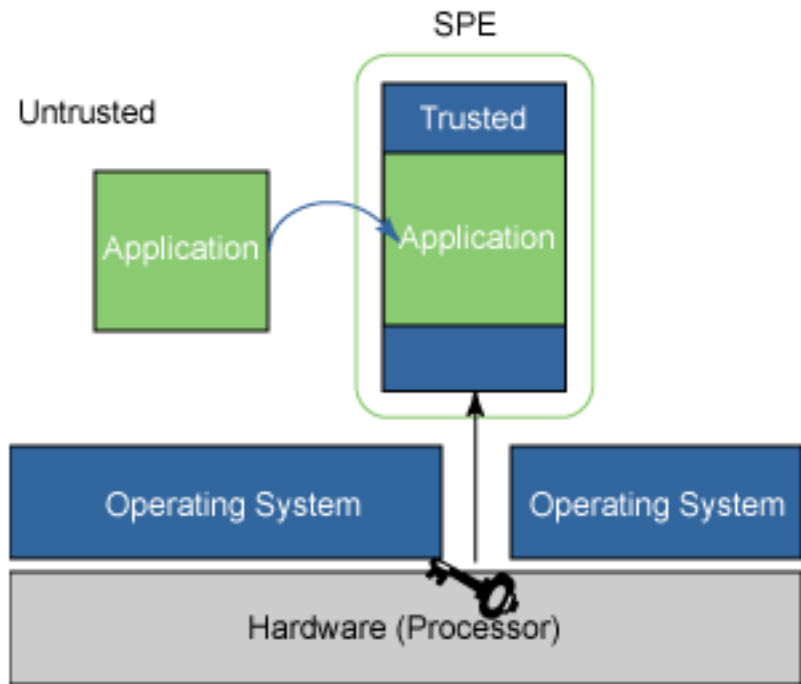 SPE
Untrusted
Trusted
Application
Application
Operating System
Operating System
Hardware (Processor)